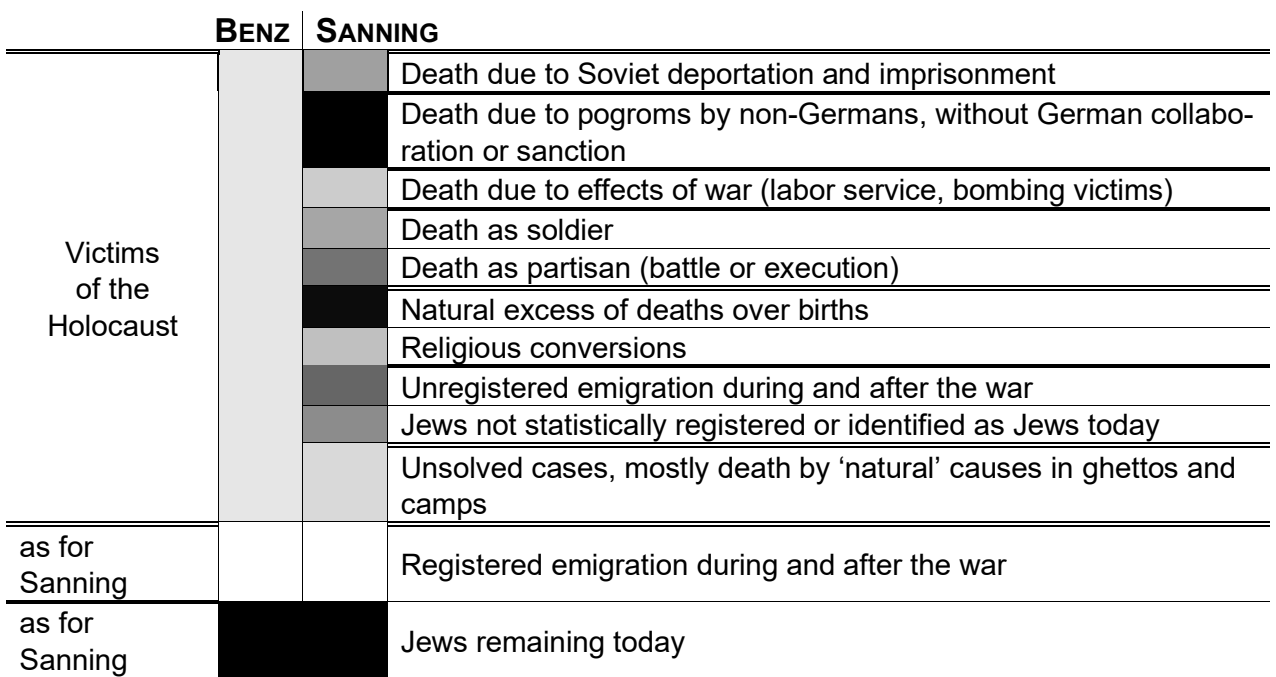 BENZ SANNING
Death due to Soviet deportation and imprisonment
Death due to pogroms by non-Germans, without German collabo-
ration or sanction
Death due to effects of war (labor service, bombing victims)
Death as soldier
Death as partisan (battle or execution)
Victims
of the
Holocaust
Natural excess of deaths over births
Religious conversions
Unregistered emigration during and after the war
Jews not statistically registered or identified as Jews today
Unsolved cases, mostly death by ‘natural’ causes in ghettos and
camps
as for
Sanning
Registered emigration during and after the war
as for
Sanning
Jews remaining today